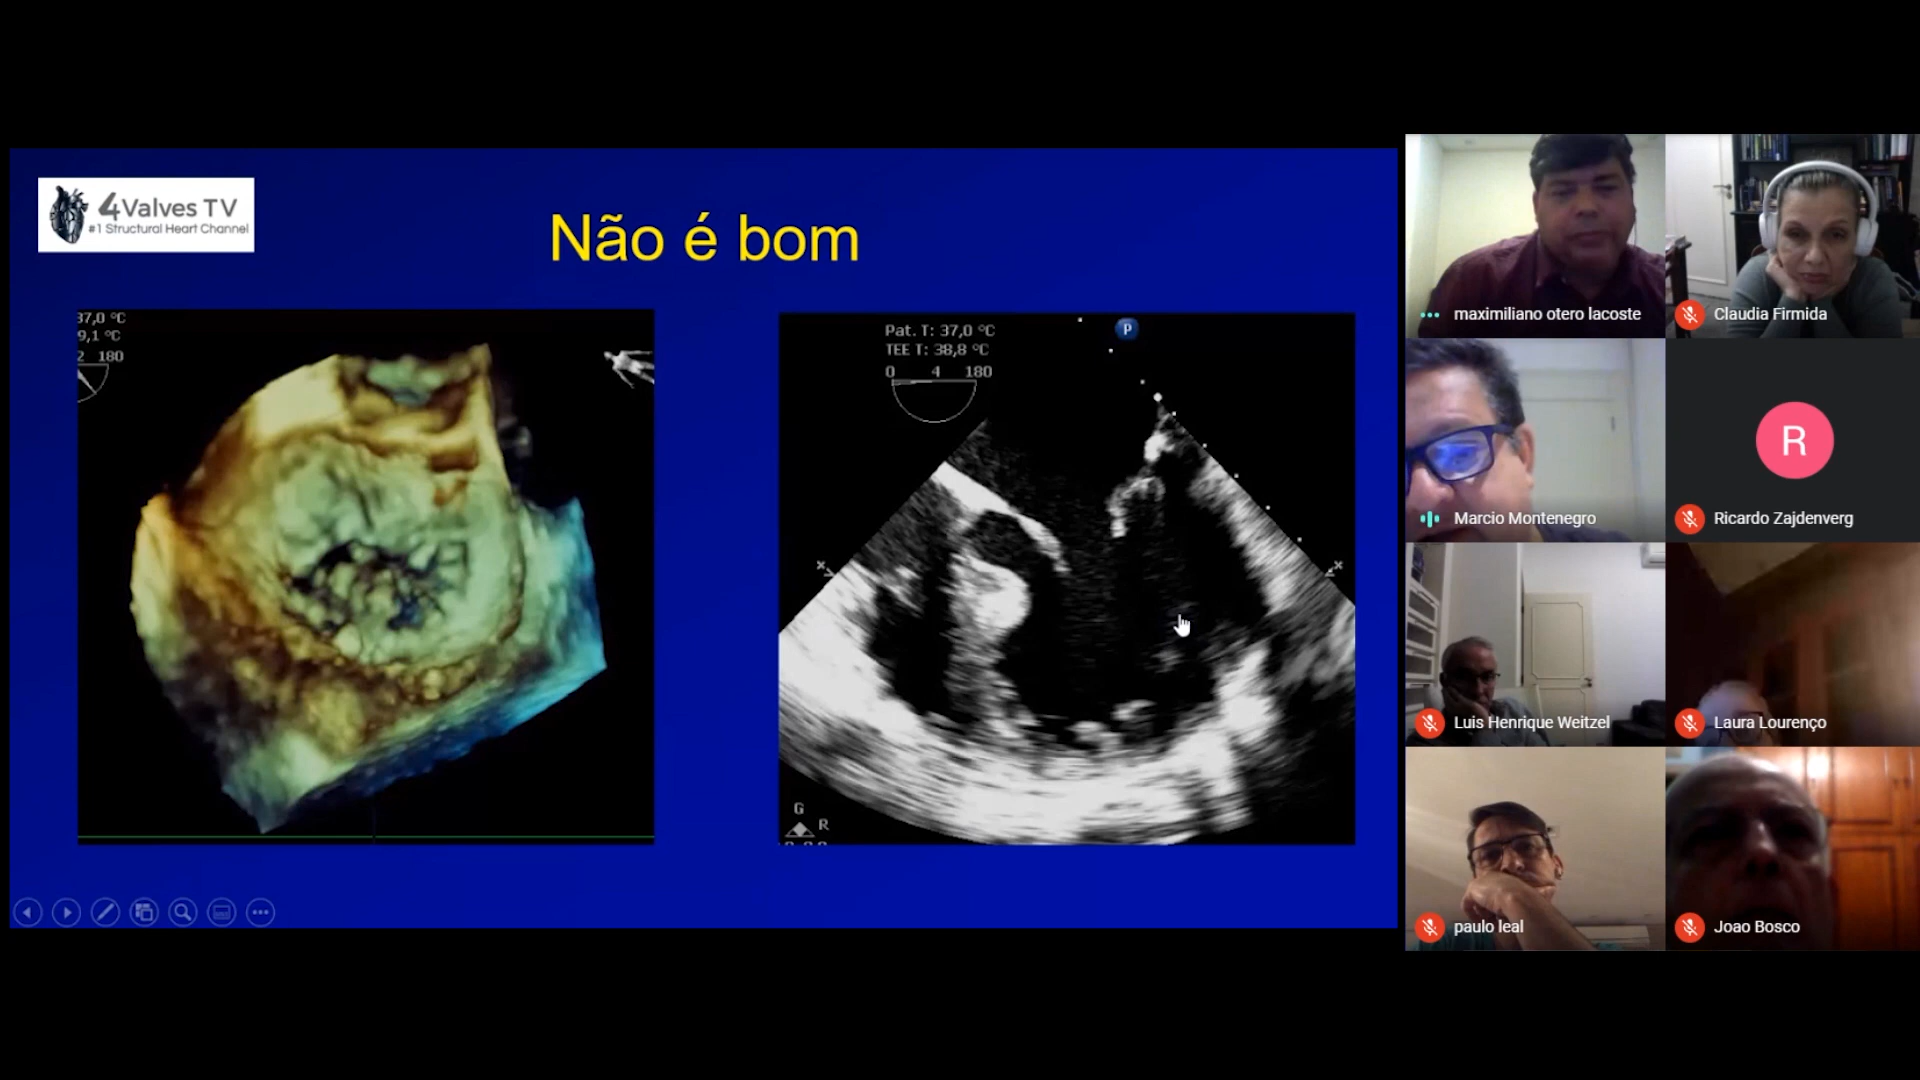 4Valves TV
#1 Structural Heart Channel
Não é bom
37,0 °C
9,1 °C
2 180
Pat. T: 37,0 °C
TEE T: 38,8 °C
0 4 180
P
G
R
maximiliano otero lacoste
Claudia Firmida
Marcio Montenegro
R
Ricardo Zajdenverg
Luis Henrique Weitzel
Laura Lourenço
paulo leal
Joao Bosco